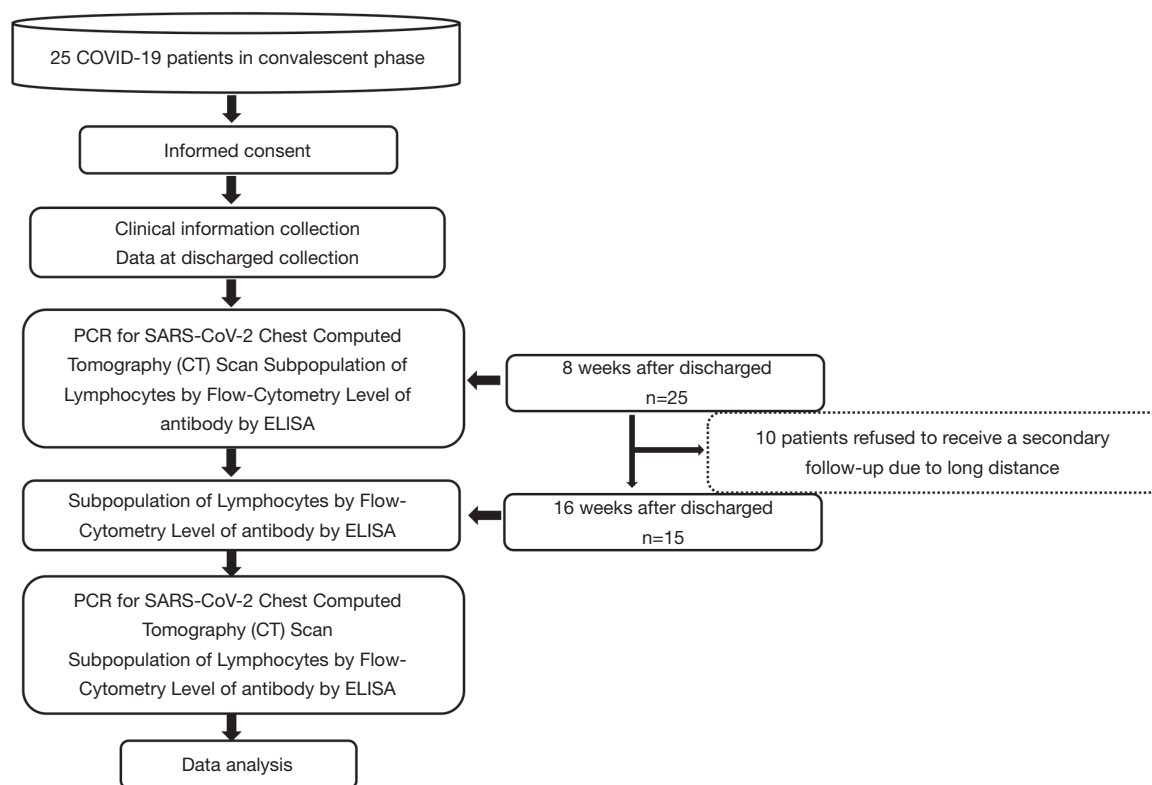 25 COVID-19 patients in convalescent phase
Informed consent
Clinical information collection
Data at discharged collection
PCR for SARS-CoV-2 Chest Computed
Tomography (CT) Scan Subpopulation of
Lymphocytes by Flow-Cytometry Level of
antibody by ELISA
8 weeks after discharged
n=25
10 patients refused to receive a secondary
follow-up due to long distance
Subpopulation of Lymphocytes by Flow-
Cytometry Level of antibody by ELISA
16 weeks after discharged
n=15
PCR for SARS-CoV-2 Chest Computed
Tomography (CT) Scan
Subpopulation of Lymphocytes by Flow-
Cytometry Level of antibody by ELISA
Data analysis